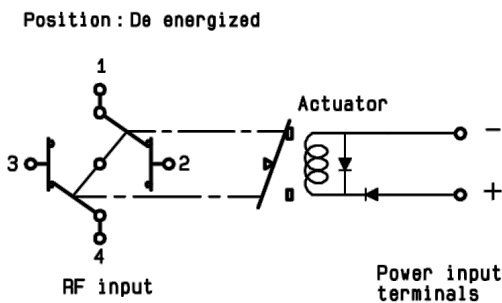 Position : De energized
1
Actuator
3
2
−
+
4
RF input
Power input
terminals